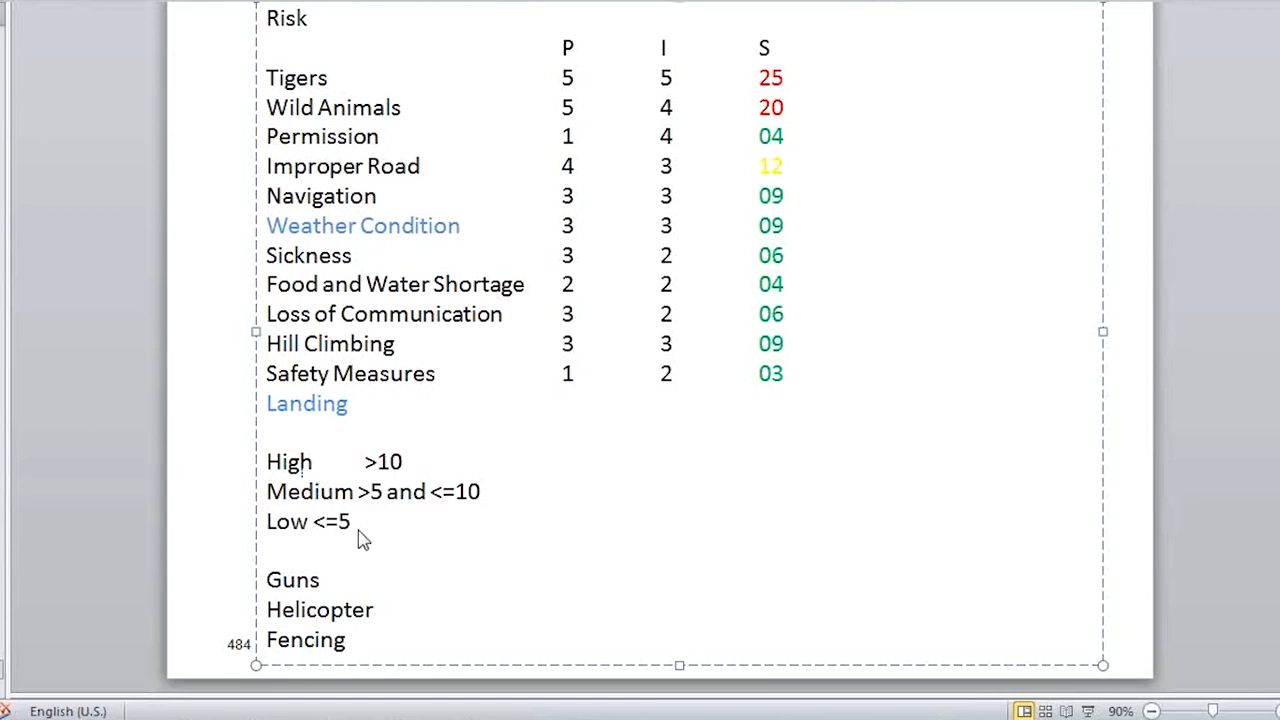 Risk
P I S
Tigers 5 5 25
Wild Animals 5 4 20
Permission 1 4 04
Improper Road 4 3 12
Navigation 3 3 09
Weather Condition 3 3 09
Sickness 3 2 06
Food and Water Shortage 2 2 04
Loss of Communication 3 2 06
Hill Climbing 3 3 09
Safety Measures 1 2 03
Landing
High >10
Medium >5 and <=10
Low <=5
Guns
Helicopter
Fencing
484
English (U.S.) 90%